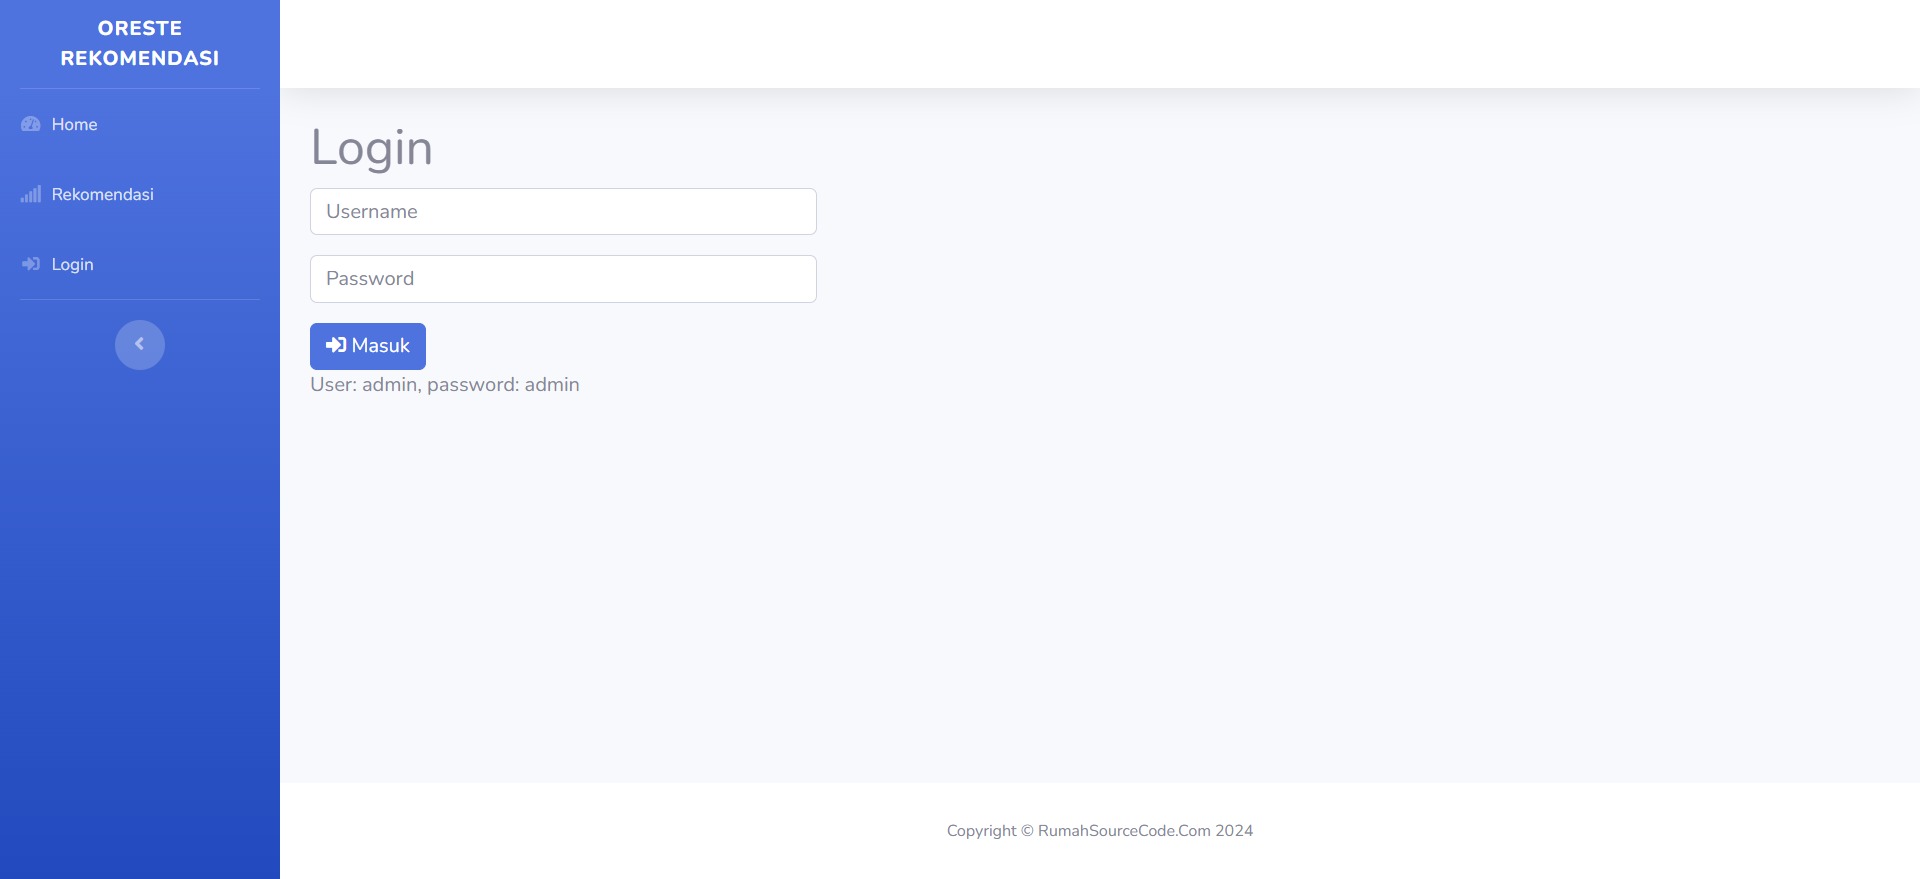 ORESTE
REKOMENDASI
Home
Rekomendasi
Login
Login
Username
Password
Masuk
User: admin, password: admin
Copyright © RumahSourceCode.Com 2024